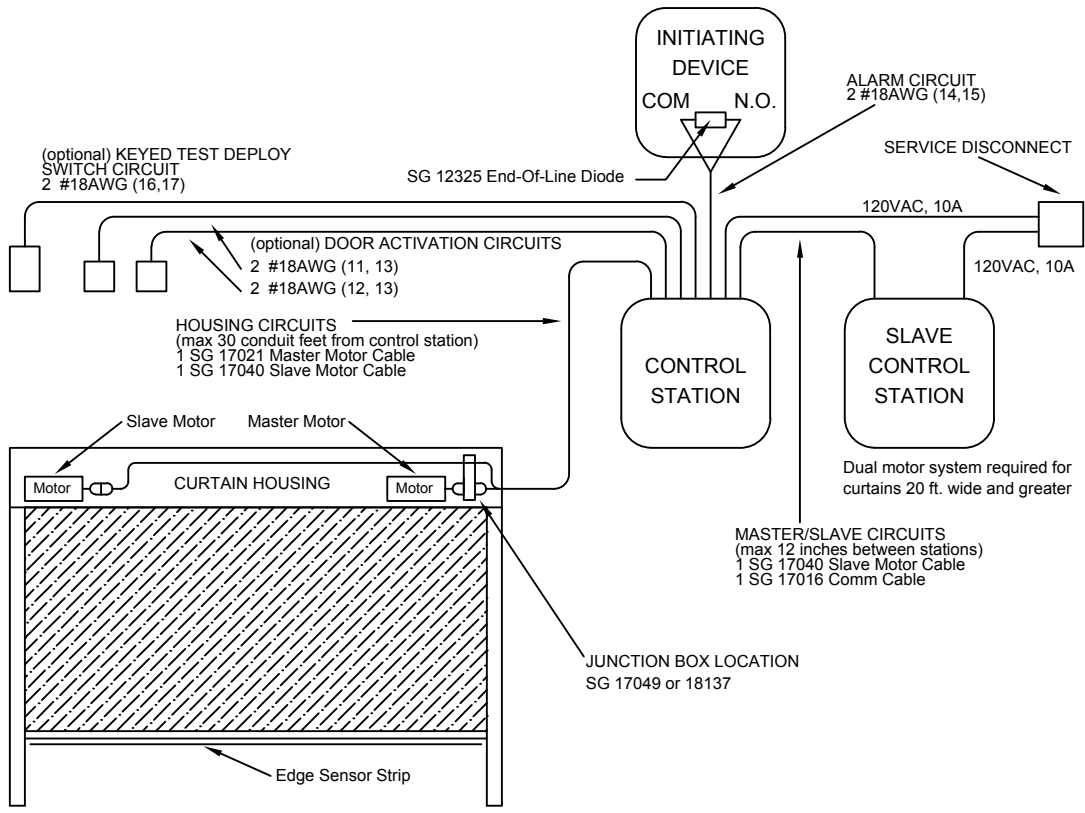 INITIATING
DEVICE
COM N.O.
ALARM CIRCUIT
2 #18AWG (14,15)
SERVICE DISCONNECT
(optional) KEYED TEST DEPLOY
SWITCH CIRCUIT
2 #18AWG (16,17)
SG 12325 End-Of-Line Diode
120VAC, 10A
(optional) DOOR ACTIVATION CIRCUITS
2 #18AWG (11, 13)
2 #18AWG (12, 13)
120VAC, 10A
HOUSING CIRCUITS
(max 30 conduit feet from control station)
1 SG 17021 Master Motor Cable
1 SG 17040 Slave Motor Cable
CONTROL
STATION
SLAVE
CONTROL
STATION
Slave Motor Master Motor
Motor
CURTAIN HOUSING
Motor
Dual motor system required for
curtains 20 ft. wide and greater
MASTER/SLAVE CIRCUITS
(max 12 inches between stations)
1 SG 17040 Slave Motor Cable
1 SG 17016 Comm Cable
JUNCTION BOX LOCATION
SG 17049 or 18137
Edge Sensor Strip